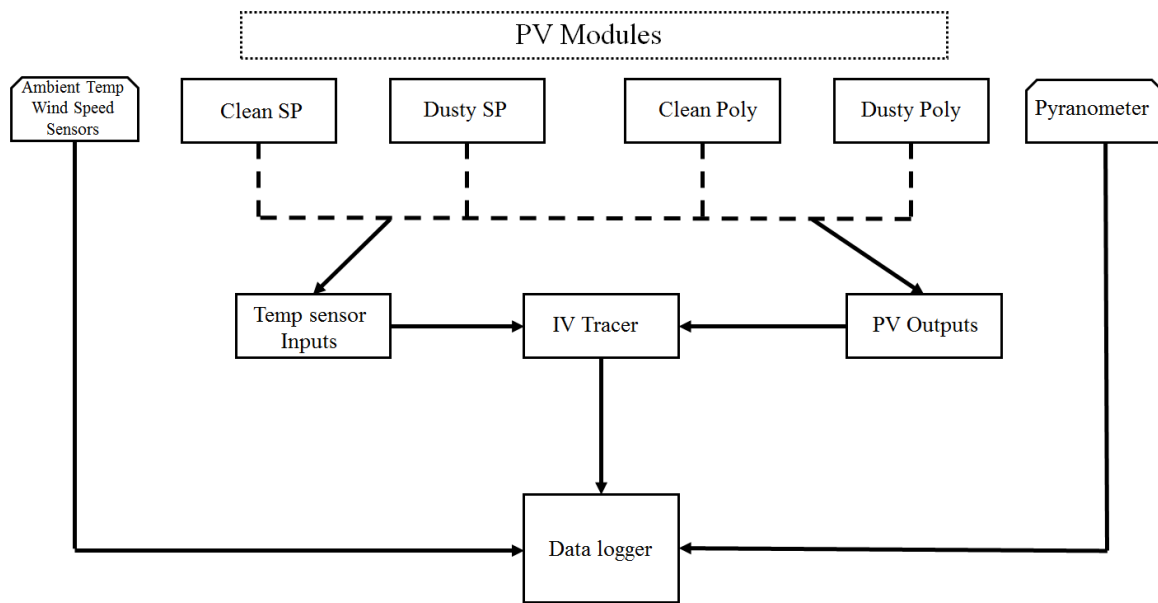 PV Modules
Ambient Temp
Wind Speed
Sensors
Clean SP
Dusty SP
Clean Poly
Dusty Poly
Pyranometer
Temp sensor
Inputs
IV Tracer
PV Outputs
Data logger